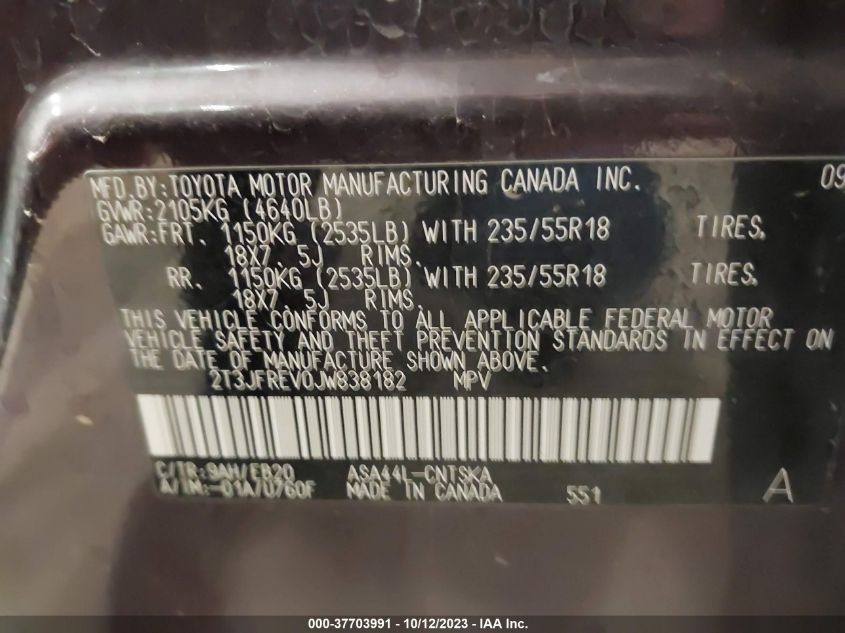 MFD.BY:TOYOTA MOTOR MANUFACTURING CANADA INC. 09
GVWR:2105KG (4640LB)
GAWR:FRT. 1150KG (2535LB) WITH 235/55R18 TIRES,
18X7.5J RIMS.
RR. 1150KG (2535LB) WITH 235/55R18 TIRES,
18X7.5J RIMS.
THIS VEHICLE CONFORMS TO ALL APPLICABLE FEDERAL MOTOR
VEHICLE SAFETY AND THEFT PREVENTION STANDARDS IN EFFECT ON
THE DATE OF MANUFACTURE SHOWN ABOVE.
2T3JFREV0JW838182 MPV
C/TR:9AH/EB20 ASA44L-CNTSKA
A/TM:-01A/0760F MADE IN CANADA 551 A
000-37703991 - 10/12/2023 - IAA Inc.